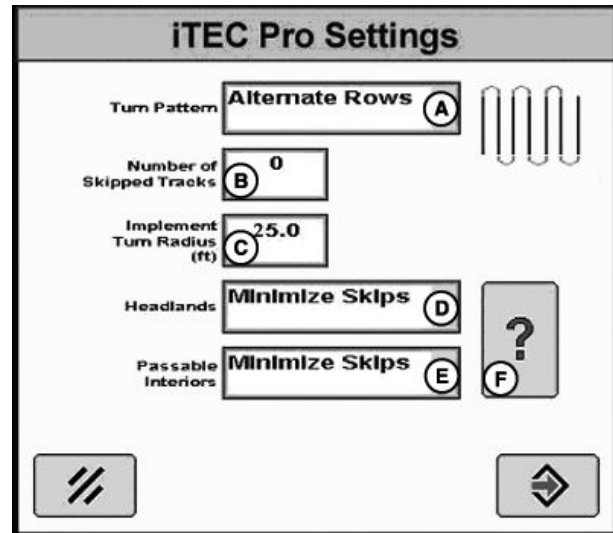 iTEC Pro Settings
Turn Pattern
Alternate Rows
A
Number of
Skipped Tracks
0
B
Implement
Turn Radius
(ft)
25.0
C
Headlands
Minimize Skips
D
Passable
Interiors
Minimize Skips
E
?
F